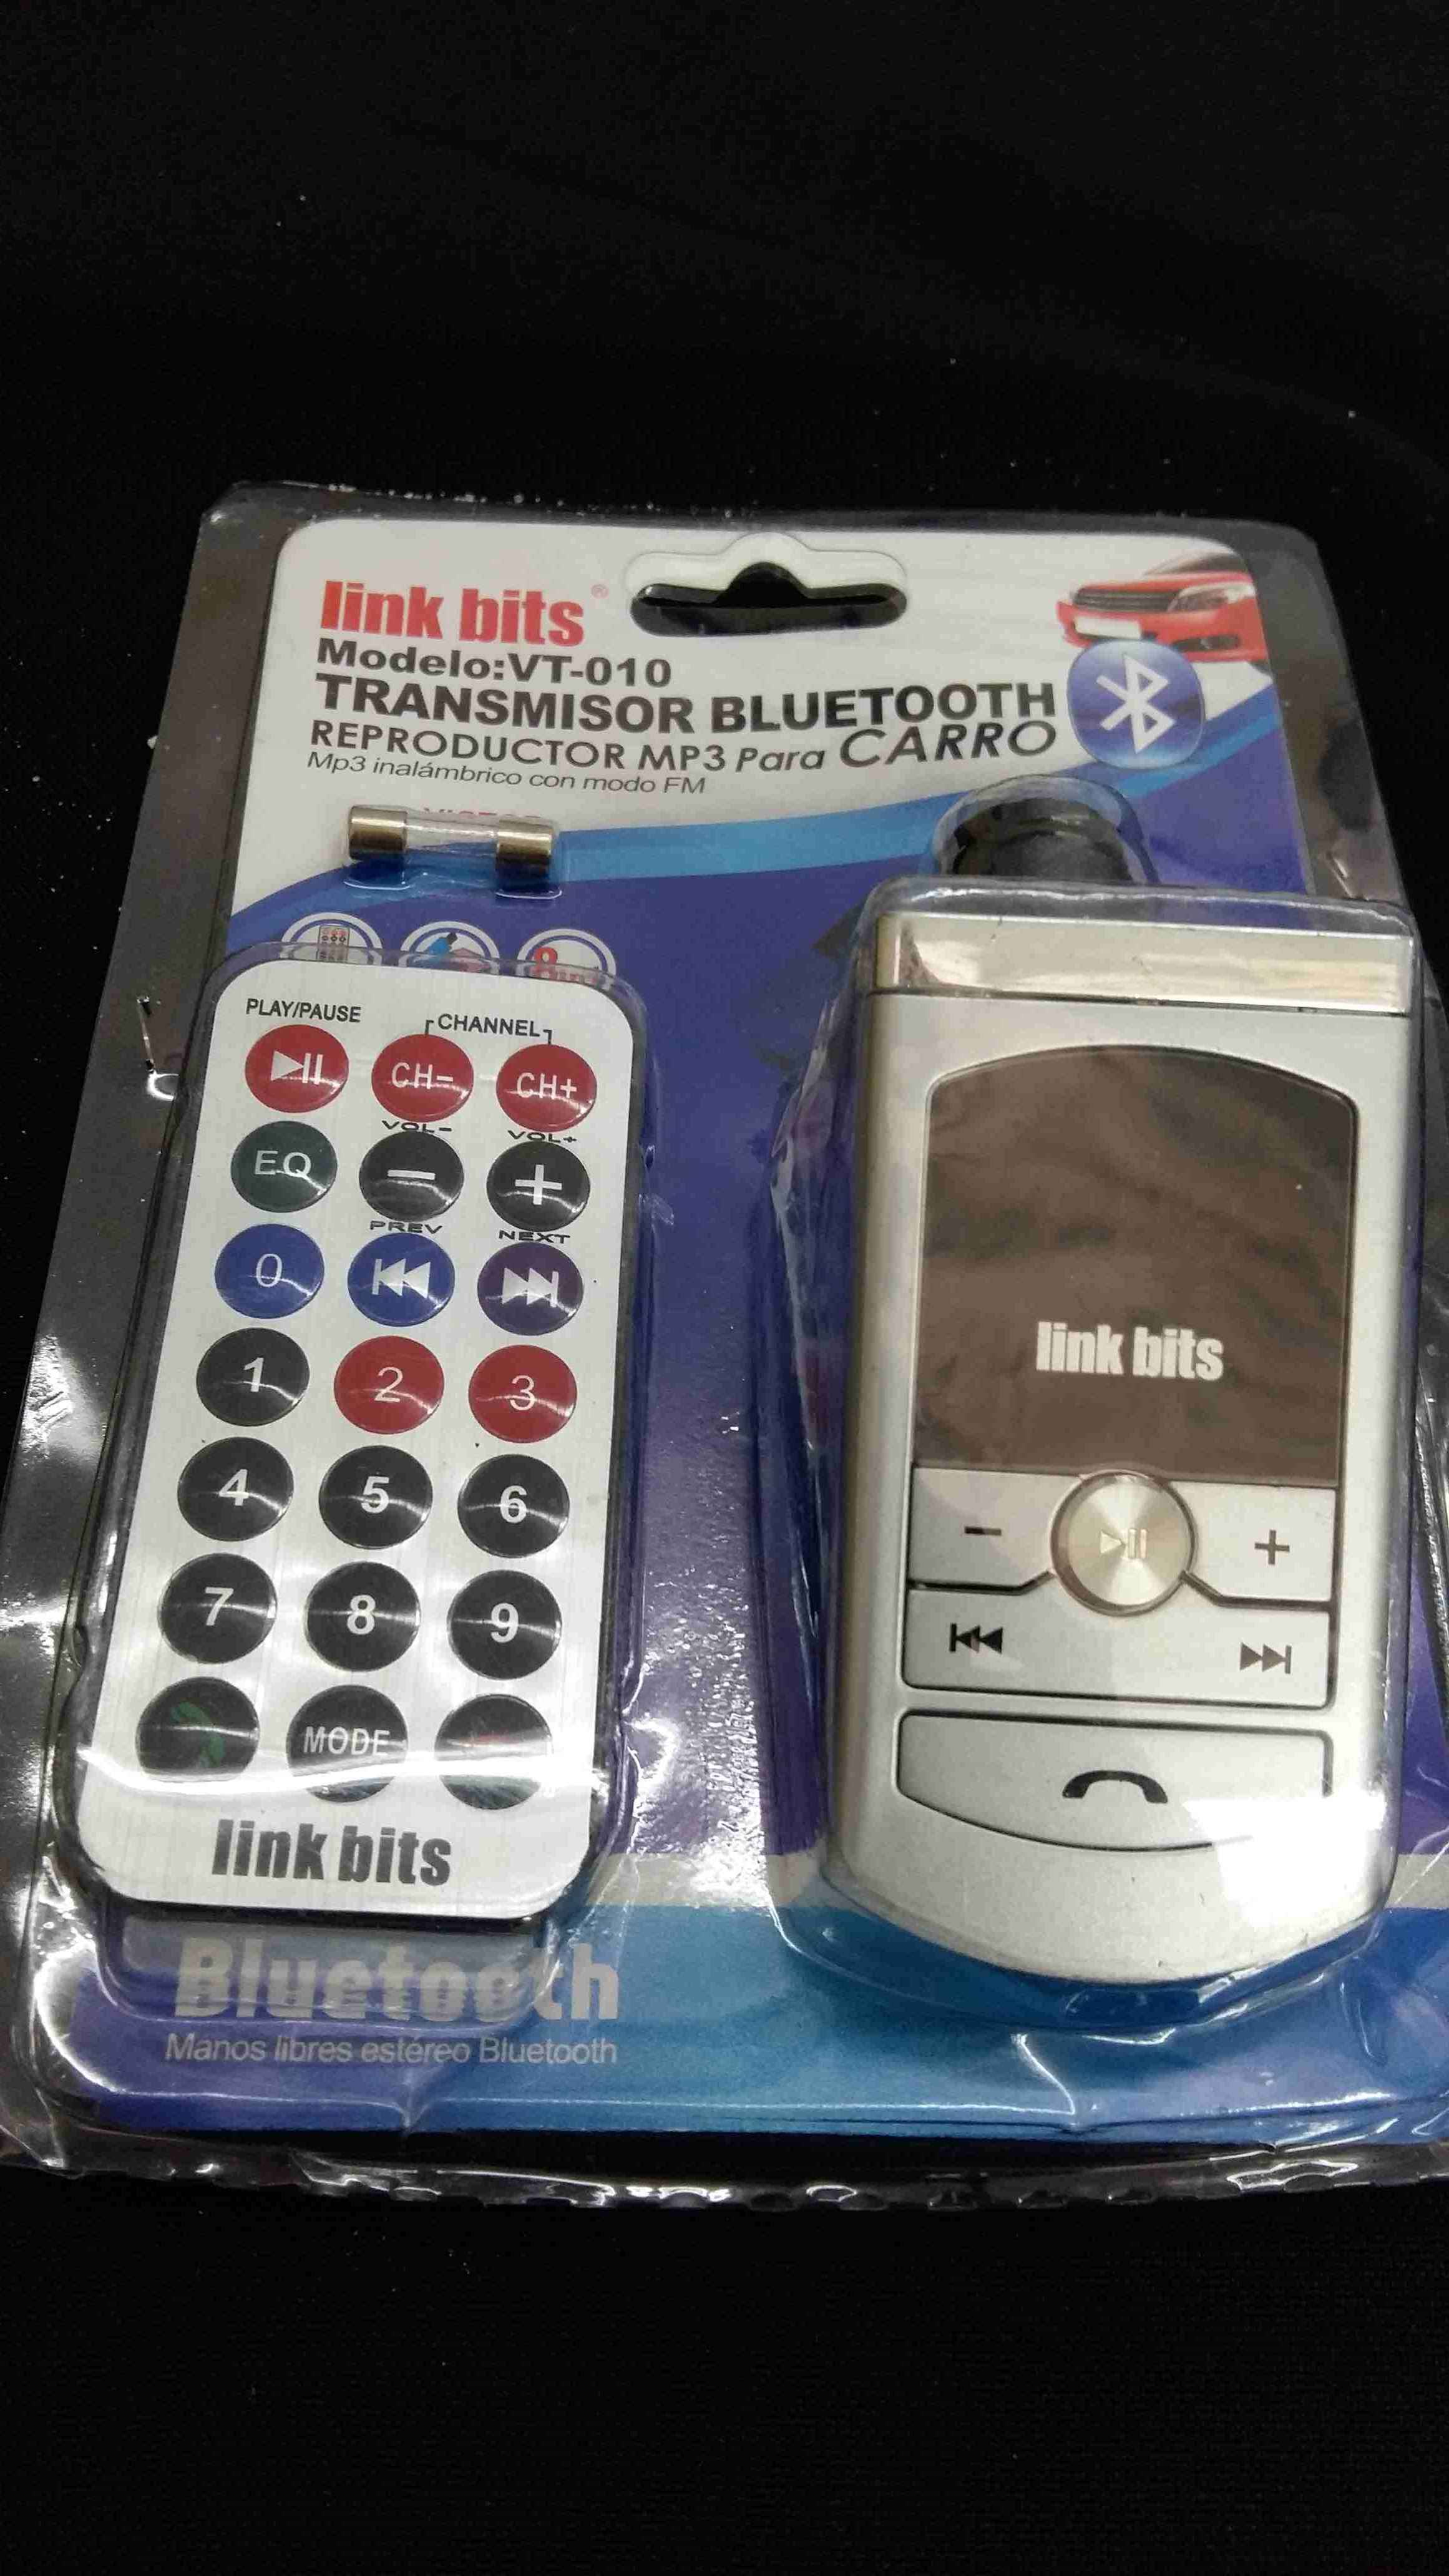 link bits®
Modelo:VT-010
TRANSMISOR BLUETOOTH
REPRODUCTOR MP3 Para CARRO
Mp3 inalámbrico con modo FM
PLAY/PAUSE
CHANNEL
CH-
CH+
VOL-
VOL+
EQ
−
+
PREV
NEXT
0
1
2
3
4
5
6
7
8
9
MODE
link bits
link bits
−
+
Bluetooth
Manos libres estéreo Bluetooth